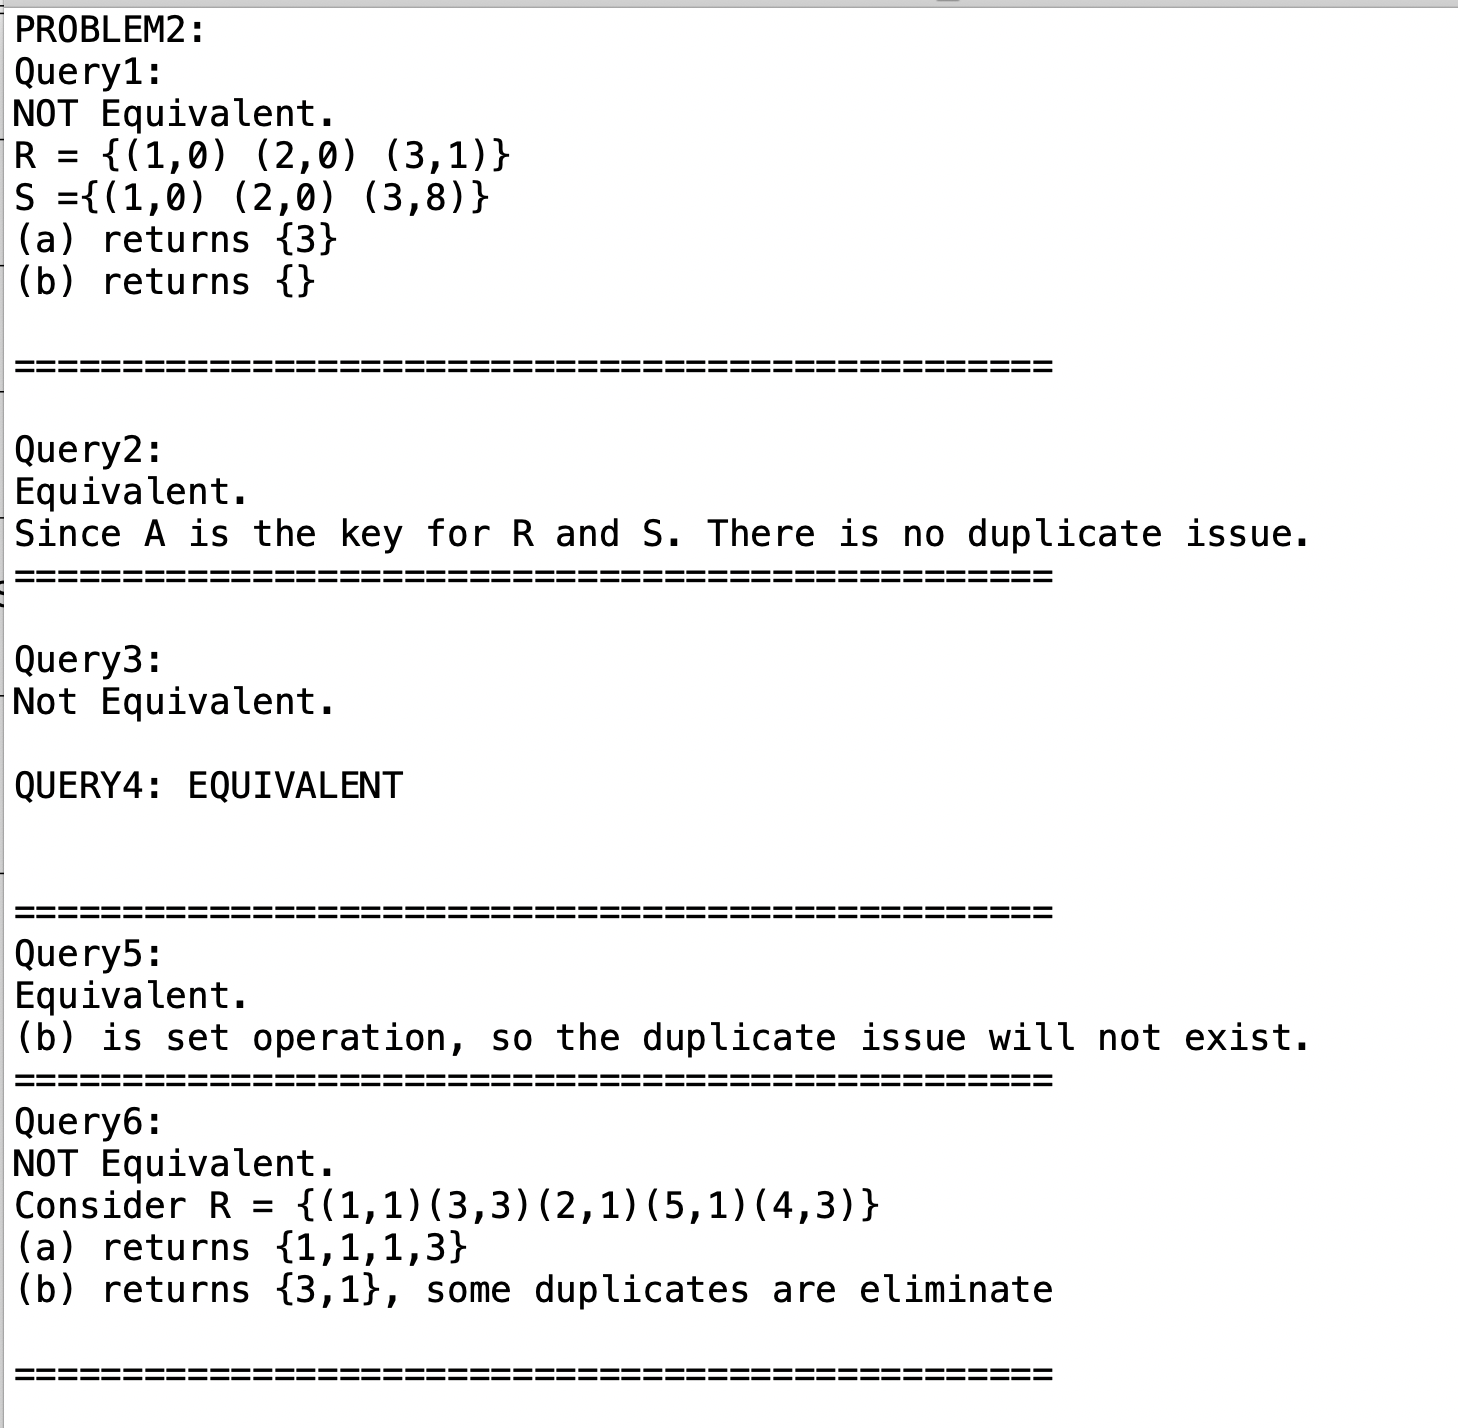 PROBLEM2:
Query1:
NOT Equivalent.
R = {(1,0) (2,0) (3,1)}
S ={(1,0) (2,0) (3,8)}
(a) returns {3}
(b) returns {}
================================================
Query2:
Equivalent.
Since A is the key for R and S. There is no duplicate issue.
================================================
Query3:
Not Equivalent.
QUERY4: EQUIVALENT
================================================
Query5:
Equivalent.
(b) is set operation, so the duplicate issue will not exist.
================================================
Query6:
NOT Equivalent.
Consider R = {(1,1)(3,3)(2,1)(5,1)(4,3)}
(a) returns {1,1,1,3}
(b) returns {3,1}, some duplicates are eliminate
================================================